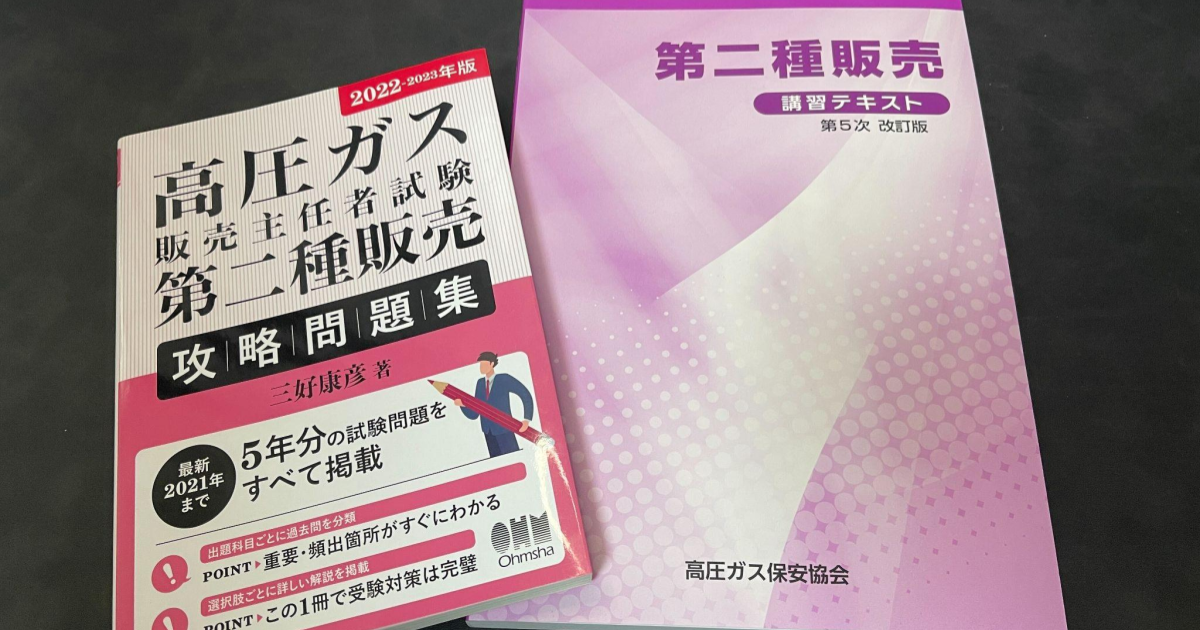 2022-2023年版
高圧ガス
販売主任者試験
第二種販売
攻略問題集
三好康彦 著
最新
2021年
まで
5年分の試験問題を
すべて掲載
出題科目ごとに過去問を分類
POINT 重要・頻出箇所がすぐにわかる
選択肢ごとに詳しい解説を掲載
POINT この1冊で受験対策は完璧
OHM
Ohmsha
第二種販売
講習テキスト
第5次 改訂版
高圧ガス保安協会